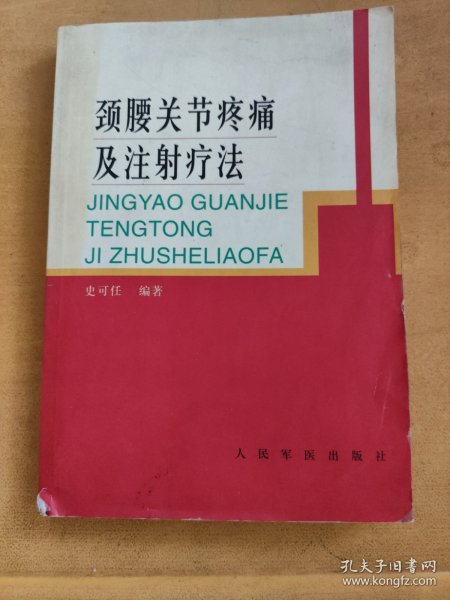 颈腰关节疼痛
及注射疗法
JINGYAO GUANJIE
TENGTONG
JI ZHUSHELIAOFA
史可任 编著
人民军医出版社
孔夫子旧书网
www.kongfz.com